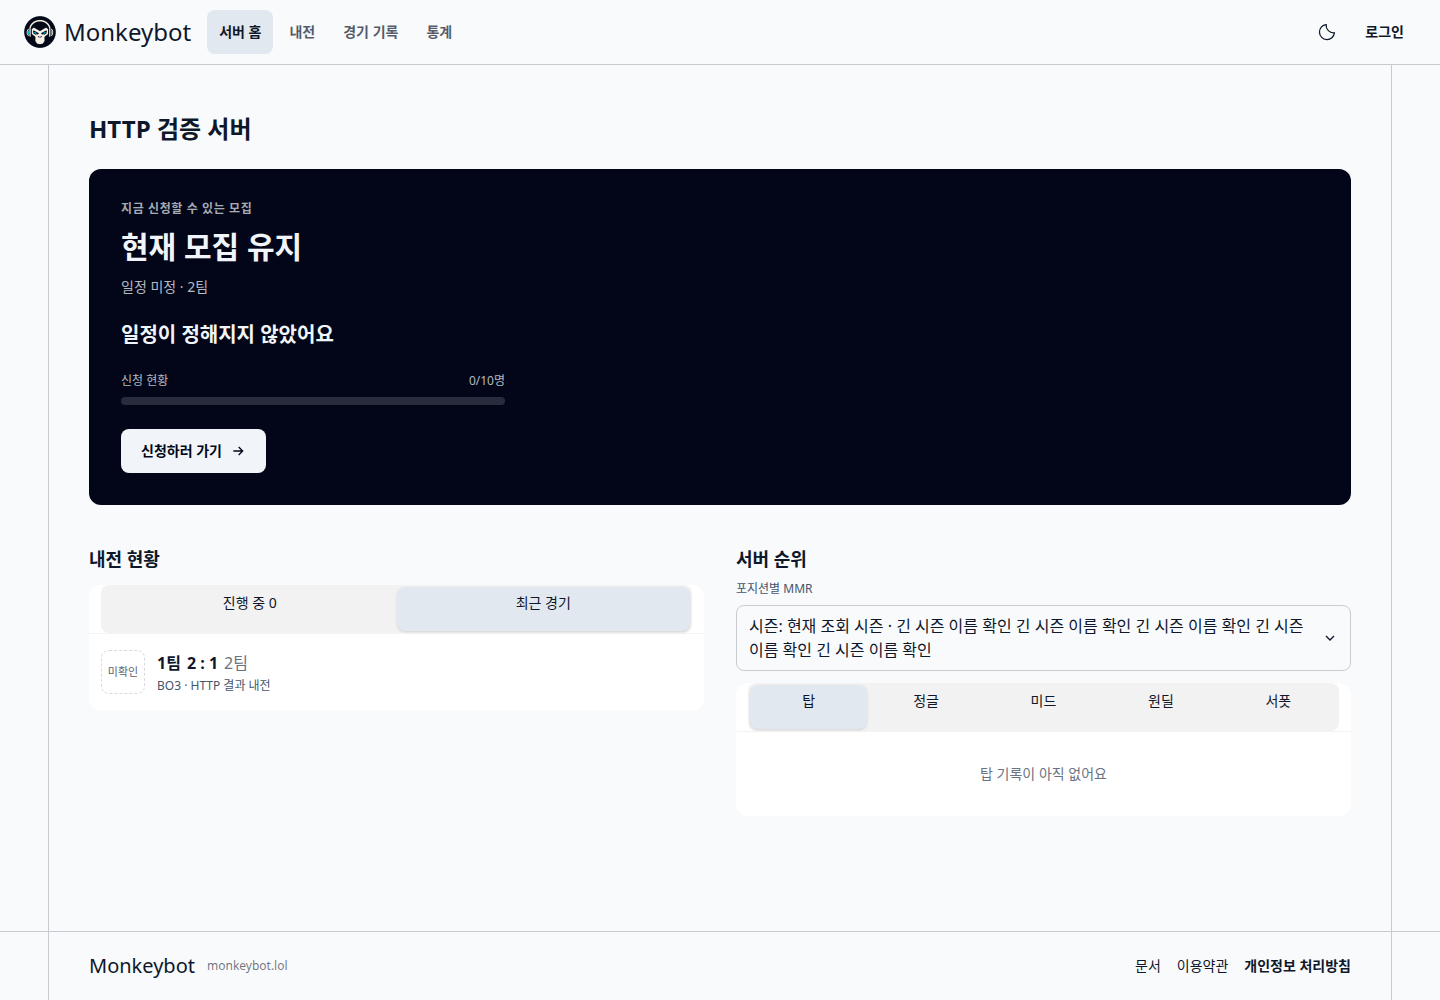 Monkeybot 서버 홈 내전 경기 기록 통계 로그인
HTTP 검증 서버
지금 신청할 수 있는 모집
현재 모집 유지
일정 미정 · 2팀
일정이 정해지지 않았어요
신청 현황 0/10명
신청하러 가기 →
내전 현황
진행 중 0 최근 경기
미확인
1팀 2 : 1 2팀
BO3 · HTTP 결과 내전
서버 순위
포지션별 MMR
시즌: 현재 조회 시즌 · 긴 시즌 이름 확인 긴 시즌 이름 확인 긴 시즌 이름 확인 긴 시즌
이름 확인 긴 시즌 이름 확인
탑 정글 미드 원딜 서폿
탑 기록이 아직 없어요
Monkeybot monkeybot.lol 문서 이용약관 개인정보 처리방침